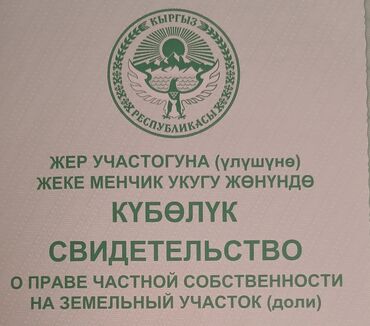 КЫРГЫЗ
РЕСПУБЛИКАСЫ
ЖЕР УЧАСТОГУНА (үлүшүнө)
ЖЕКЕ МЕНЧИК УКУГУ ЖӨНҮНДӨ
КҮБӨЛҮК
СВИДЕТЕЛЬСТВО
О ПРАВЕ ЧАСТНОЙ СОБСТВЕННОСТИ
НА ЗЕМЕЛЬНЫЙ УЧАСТОК (доли)